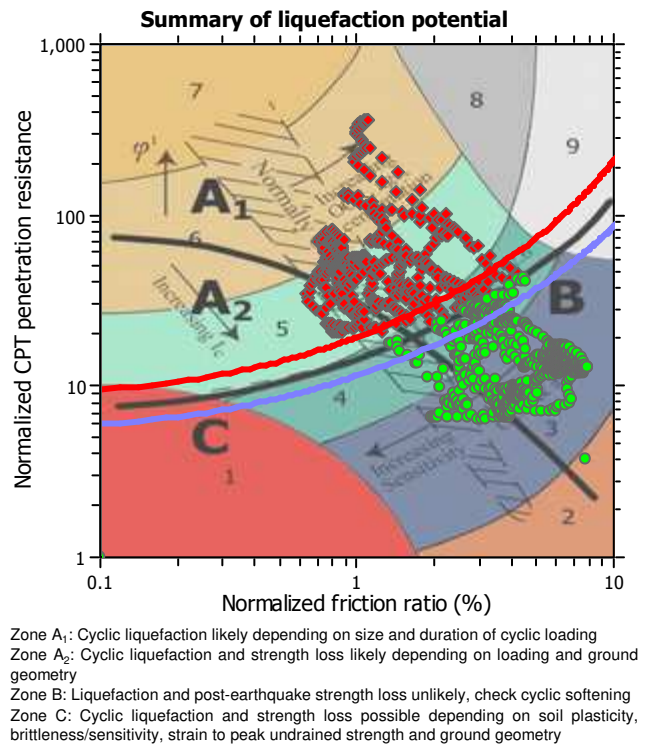 Summary of liquefaction potential
Normalized CPT penetration resistance
1,000
100
10
1
0.1
1
10
Normalized friction ratio (%)
7
8
9
φ'
A1
Normally
6
A2
Increasing Ic
5
B
4
C
1
Increasing
Sensitivity
3
2
Zone A1: Cyclic liquefaction likely depending on size and duration of cyclic loading
Zone A2: Cyclic liquefaction and strength loss likely depending on loading and ground
geometry
Zone B: Liquefaction and post-earthquake strength loss unlikely, check cyclic softening
Zone C: Cyclic liquefaction and strength loss possible depending on soil plasticity,
brittleness/sensitivity, strain to peak undrained strength and ground geometry